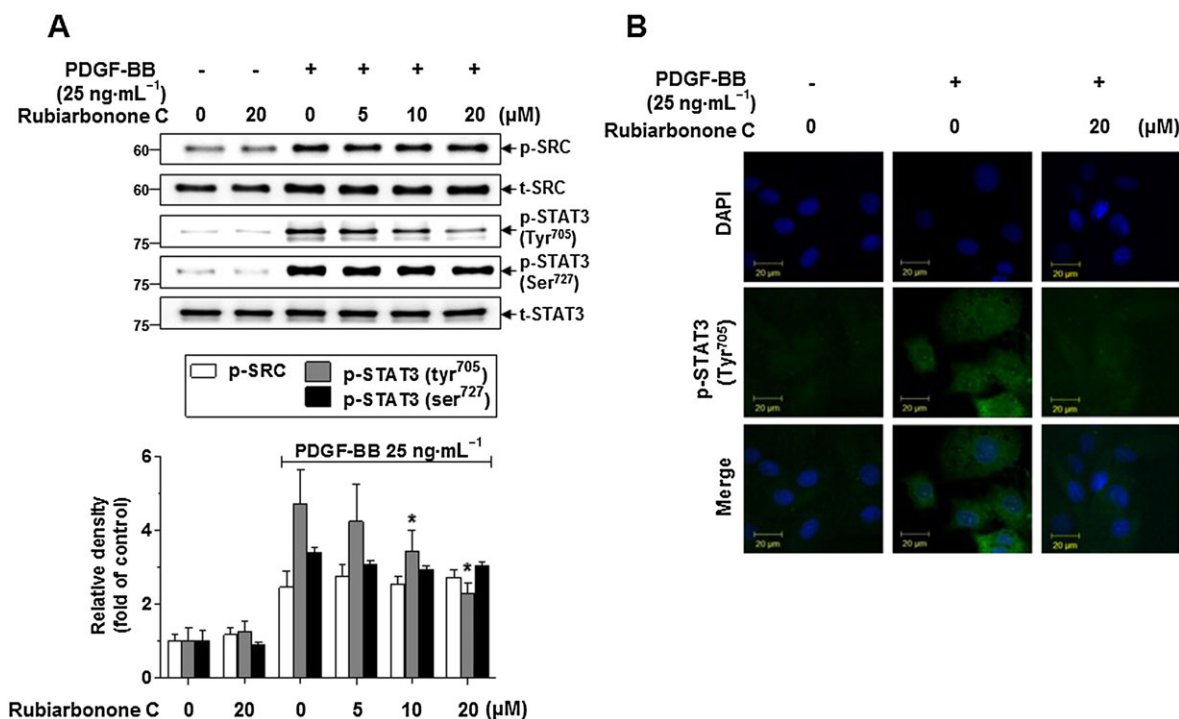 A
PDGF-BB - - + + + +
(25 ng·mL⁻¹)
Rubiarbonone C 0 20 0 5 10 20 (µM)
60 p-SRC
60 t-SRC
75 p-STAT3 (Tyr⁷⁰⁵)
75 p-STAT3 (Ser⁷²⁷)
75 t-STAT3
p-SRC p-STAT3 (tyr⁷⁰⁵)
p-STAT3 (ser⁷²⁷)
PDGF-BB 25 ng·mL⁻¹
Relative density
(fold of control)
6
4
2
0
*
*
Rubiarbonone C 0 20 0 5 10 20 (µM)
B
PDGF-BB - + +
(25 ng·mL⁻¹)
Rubiarbonone C 0 0 20 (µM)
DAPI
20 µm 20 µm 20 µm
p-STAT3
(Tyr⁷⁰⁵)
20 µm 20 µm 20 µm
Merge
20 µm 20 µm 20 µm